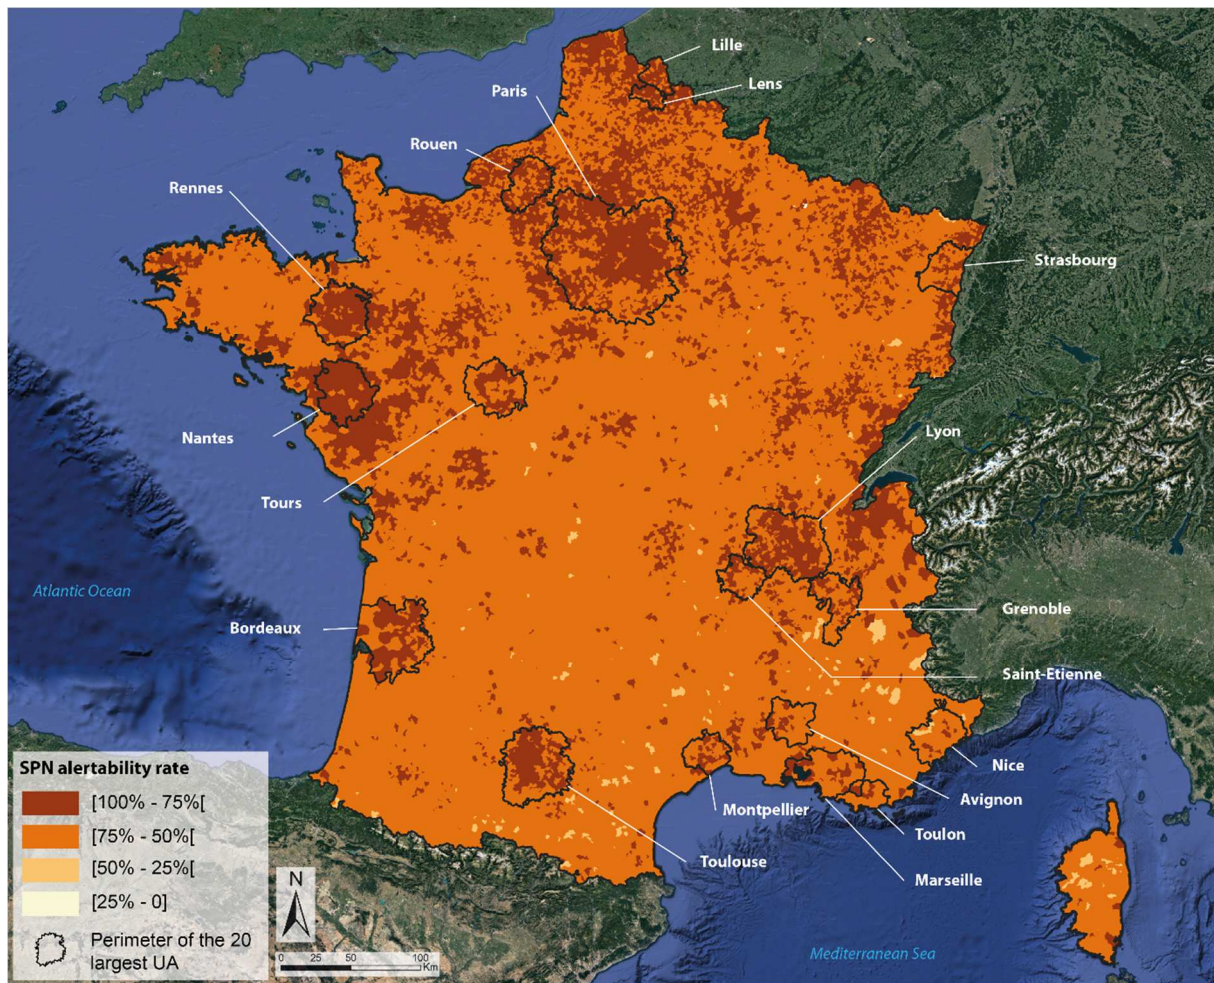 Lille
Lens
Paris
Rouen
Rennes
Strasbourg
Nantes
Lyon
Tours
Atlantic Ocean
Grenoble
Bordeaux
Saint-Etienne
Nice
Avignon
Montpellier
Toulon
Toulouse
Marseille
Mediterranean Sea
SPN alertability rate
[100% - 75%[
[75% - 50%[
[50% - 25%[
[25% - 0]
Perimeter of the 20
largest UA
N
0 25 50 100
Km